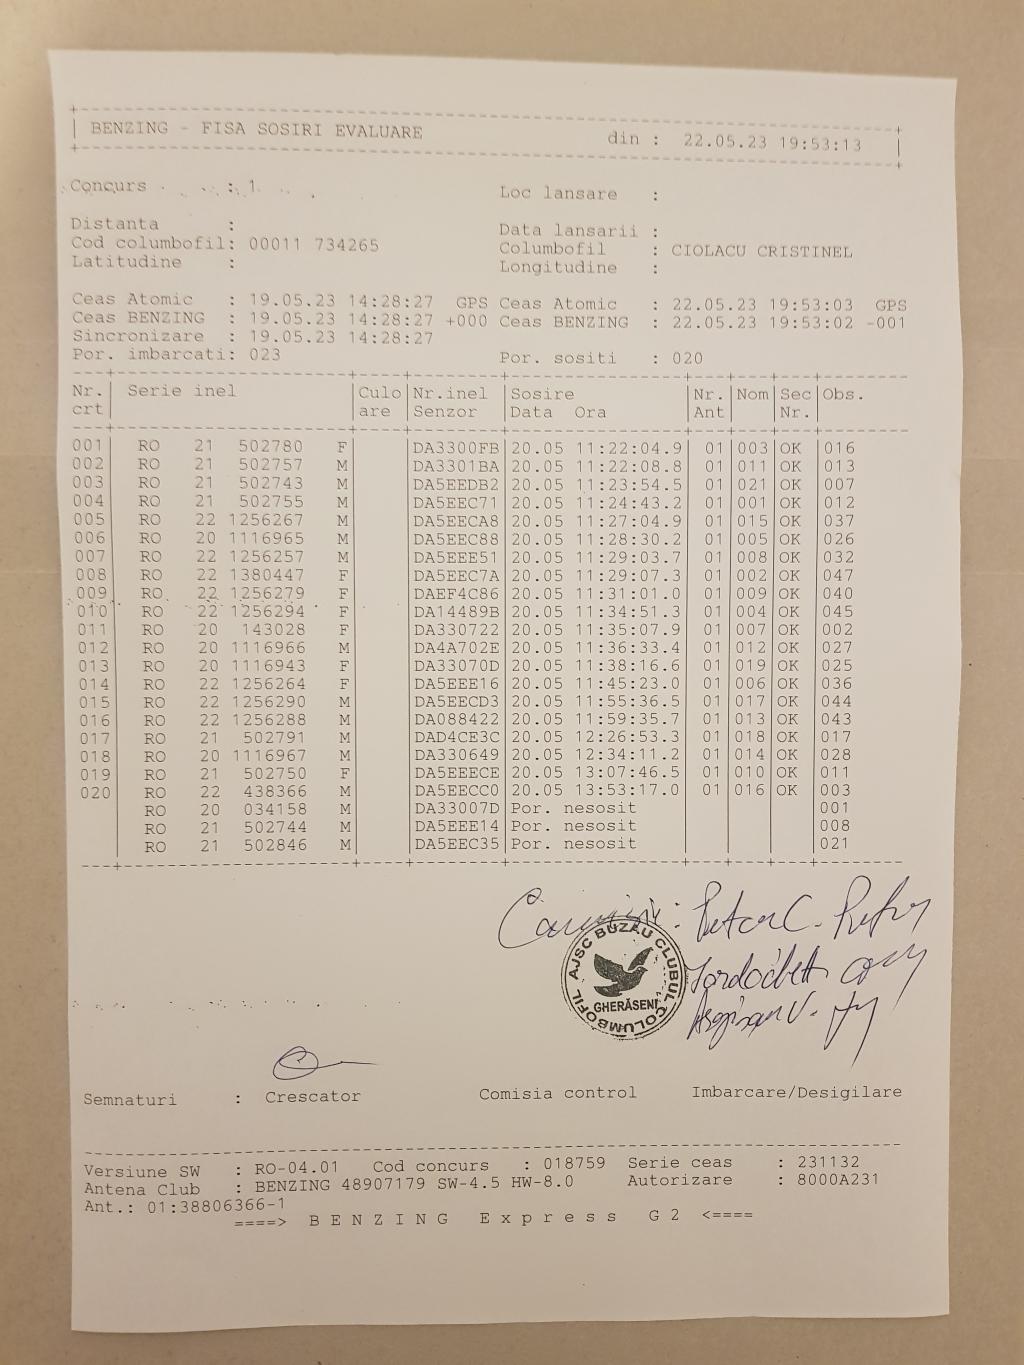 BENZING - FISA SOSIRI EVALUARE din : 22.05.23 19:53:13
Concurs : 1 Loc lansare :
Distanta : Data lansarii :
Cod columbofil: 00011 734265 Columbofil : CIOLACU CRISTINEL
Latitudine : Longitudine :
Ceas Atomic : 19.05.23 14:28:27 GPS Ceas Atomic : 22.05.23 19:53:03 GPS
Ceas BENZING : 19.05.23 14:28:27 +000 Ceas BENZING : 22.05.23 19:53:02 -001
Sincronizare : 19.05.23 14:28:27
Por. imbarcati: 023 Por. sositi : 020
Nr. Serie inel Culo Nr.inel Sosire Nr. Nom Sec Obs.
crt are Senzor Data Ora Ant Nr.
001 RO 21 502780 F DA3300FB 20.05 11:22:04.9 01 003 OK 016
002 RO 21 502757 M DA3301BA 20.05 11:22:08.8 01 011 OK 013
003 RO 21 502743 M DA5EEDB2 20.05 11:23:54.5 01 021 OK 007
004 RO 21 502755 M DA5EEC71 20.05 11:24:43.2 01 001 OK 012
005 RO 22 1256267 M DA5EECA8 20.05 11:27:04.9 01 015 OK 037
006 RO 20 1116965 M DA5EEC88 20.05 11:28:30.2 01 005 OK 026
007 RO 22 1256257 M DA5EEE51 20.05 11:29:03.7 01 008 OK 032
008 RO 22 1380447 F DA5EEC7A 20.05 11:29:07.3 01 002 OK 047
009 RO 22 1256279 F DAEF4C86 20.05 11:31:01.0 01 009 OK 040
010 RO 22 1256294 F DA14489B 20.05 11:34:51.3 01 004 OK 045
011 RO 20 143028 F DA330722 20.05 11:35:07.9 01 007 OK 002
012 RO 20 1116966 M DA4A702E 20.05 11:36:33.4 01 012 OK 027
013 RO 20 1116943 F DA33070D 20.05 11:38:16.6 01 019 OK 025
014 RO 22 1256264 F DA5EEE16 20.05 11:45:23.0 01 006 OK 036
015 RO 22 1256290 M DA5EECD3 20.05 11:55:36.5 01 017 OK 044
016 RO 22 1256288 M DA088422 20.05 11:59:35.7 01 013 OK 043
017 RO 21 502791 M DAD4CE3C 20.05 12:26:53.3 01 018 OK 017
018 RO 20 1116967 M DA330649 20.05 12:34:11.2 01 014 OK 028
019 RO 21 502750 F DA5EEECE 20.05 13:07:46.5 01 010 OK 011
020 RO 22 438366 M DA5EECC0 20.05 13:53:17.0 01 016 OK 003
RO 20 034158 M DA33007D Por. nesosit 001
RO 21 502744 M DA5EEE14 Por. nesosit 008
RO 21 502846 M DA5EEC35 Por. nesosit 021
AJSC BUZĂU CLUBUL COLUMBOFIL
GHERĂSENI
Semnaturi : Crescator Comisia control Imbarcare/Desigilare
Versiune SW : RO-04.01 Cod concurs : 018759 Serie ceas : 231132
Antena Club : BENZING 48907179 SW-4.5 HW-8.0 Autorizare : 8000A231
Ant.: 01:38806366-1
====> BENZING Express G2 <====